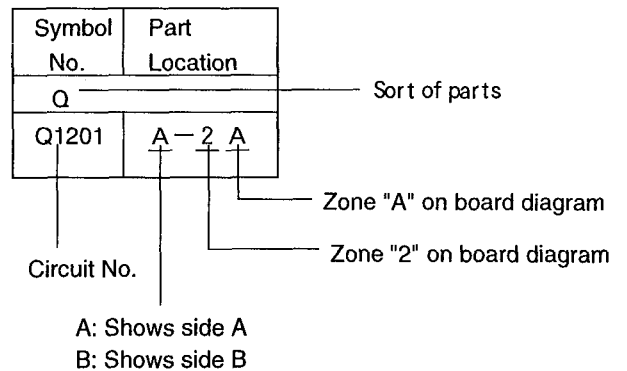 Symbol Part
No. Location
Q
Sort of parts
Q1201 A - 2 A
Zone "A" on board diagram
Zone "2" on board diagram
Circuit No.
A: Shows side A
B: Shows side B